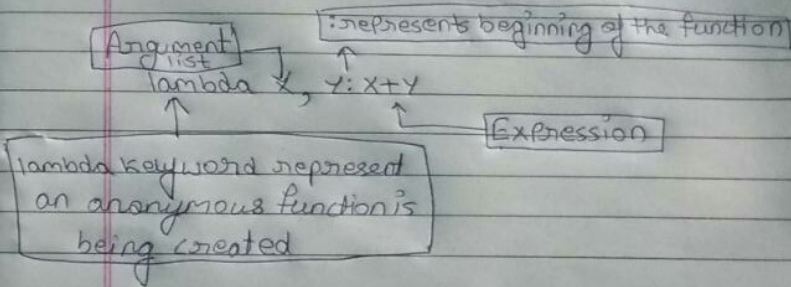 :represents beginning of the function
Argument
list
lambda X, Y: X+Y
Expression
lambda keyword represent
an anonymous function is
being created